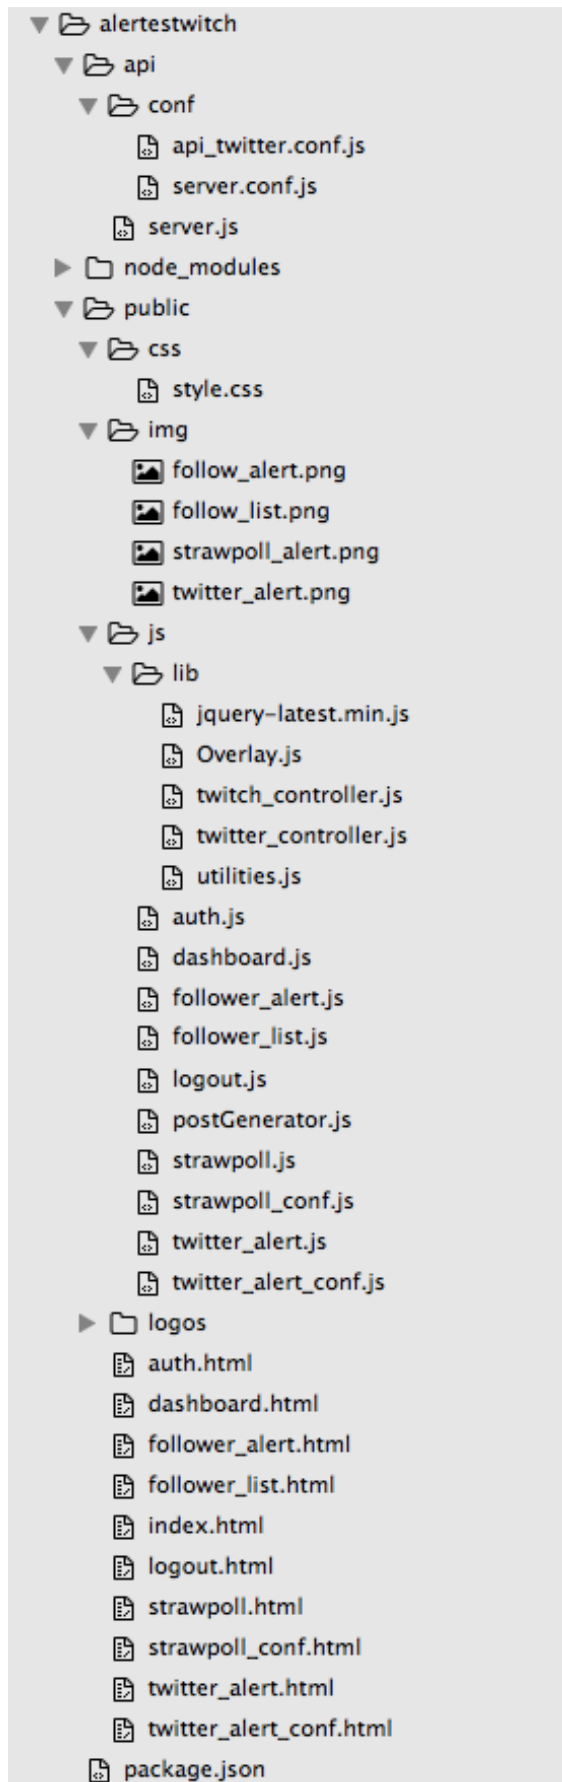 alertestwitch
api
conf
api_twitter.conf.js
server.conf.js
server.js
node_modules
public
css
style.css
img
follow_alert.png
follow_list.png
strawpoll_alert.png
twitter_alert.png
js
lib
jquery-latest.min.js
Overlay.js
twitch_controller.js
twitter_controller.js
utilities.js
auth.js
dashboard.js
follower_alert.js
follower_list.js
logout.js
postGenerator.js
strawpoll.js
strawpoll_conf.js
twitter_alert.js
twitter_alert_conf.js
logos
auth.html
dashboard.html
follower_alert.html
follower_list.html
index.html
logout.html
strawpoll.html
strawpoll_conf.html
twitter_alert.html
twitter_alert_conf.html
package.json